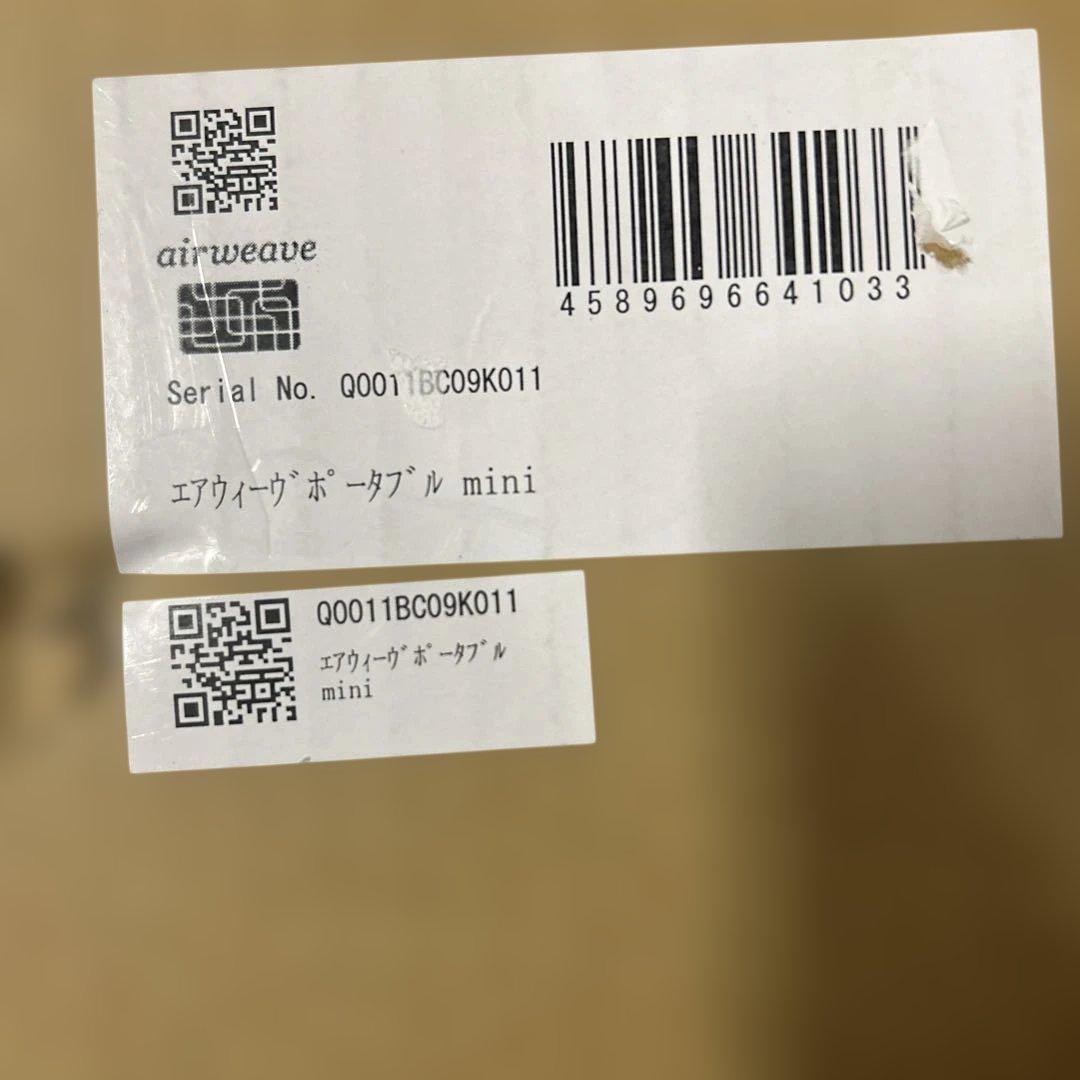 airweave
4589696641033
Serial No. Q0011BC09K011
ｴｱｳｨｰｳﾞﾎﾟｰﾀﾌﾞﾙ mini
Q0011BC09K011
ｴｱｳｨｰｳﾞﾎﾟｰﾀﾌﾞﾙ
mini